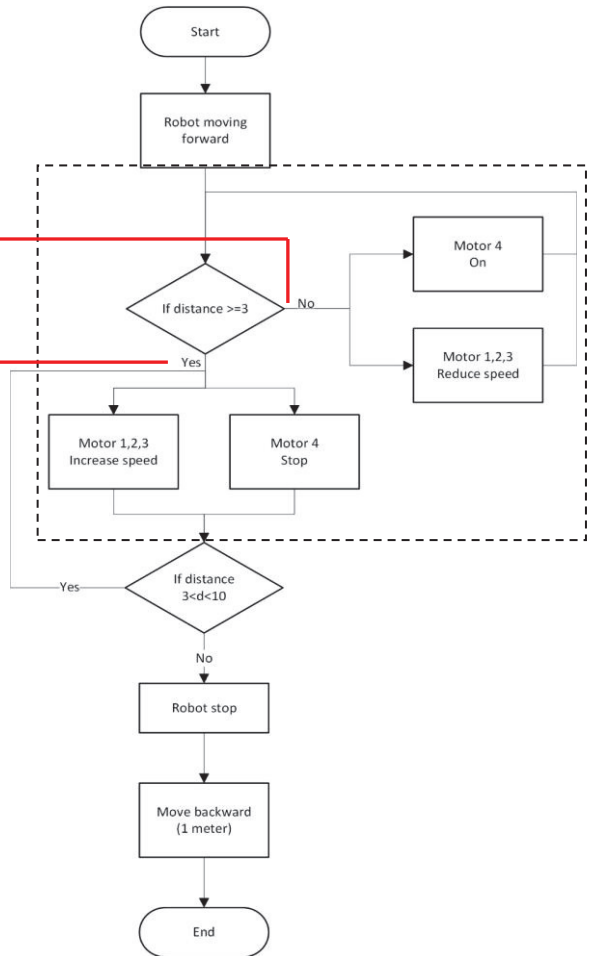 Start
Robot moving
forward
Motor 4
On
If distance >=3
No
Motor 1,2,3
Reduce speed
Yes
Motor 1,2,3
Increase speed
Motor 4
Stop
If distance
3<d<10
Yes
No
Robot stop
Move backward
(1 meter)
End